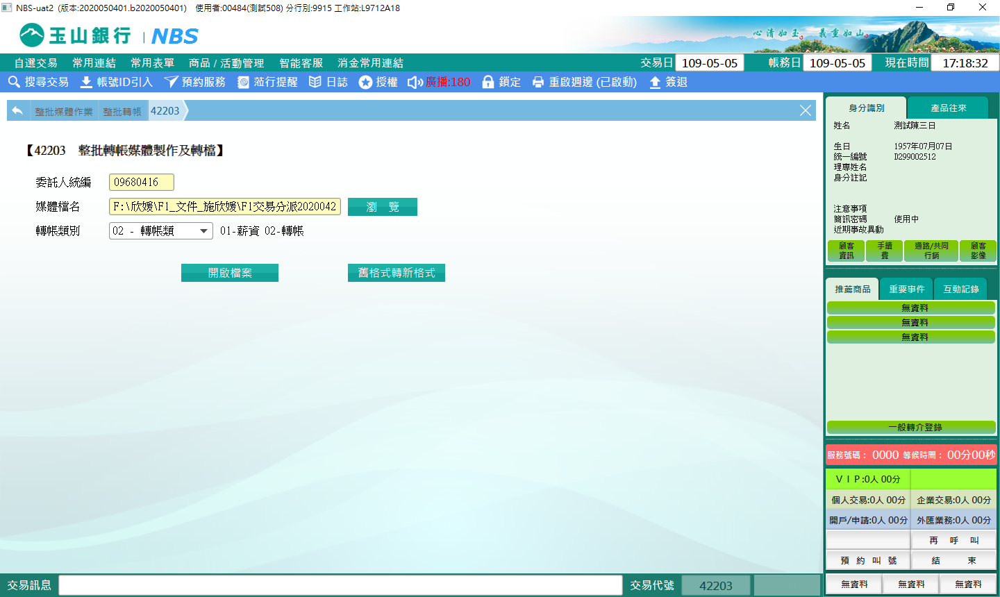 NBS-uat2 (版本:2020050401.b2020050401) 使用者:00484(測試508) 分行別:9915 工作站:L9712A18
玉山銀行 | NBS
心清如玉。 義重如山。
自選交易 常用連結 常用表單 商品 / 活動管理 智能客服 消金常用連結 交易日 109-05-05 帳務日 109-05-05 現在時間 17:18:32
搜尋交易 帳號ID引入 預約服務 蒞行提醒 日誌 授權 廣播:180 鎖定 重啟週邊 (已啟動) 簽退
整批媒體作業 整批轉帳 42203
【42203 整批轉帳媒體製作及轉檔】
委託人統編 09680416
媒體檔名 F:\欣媛\F1_文件_施欣媛\F1交易分派2020042 瀏 覽
轉帳類別 02 - 轉帳類 01-薪資 02-轉帳
開啟檔案 舊格式轉新格式
身分識別 產品往來
姓名 測試陳三日
生日 1957年07月07日
統一編號 D299002512
理專姓名
身分註記
注意事項
簡訊密碼 使用中
近期事故異動
顧客資訊 手續費 通路/共同行銷 顧客影像
推薦商品 重要事件 互動記錄
無資料
無資料
無資料
一般轉介登錄
服務號碼： 0000 等候時間： 00分00秒
ＶＩＰ:0人 00分
個人交易:0人 00分 企業交易:0人 00分
開戶/申請:0人 00分 外匯業務:0人 00分
再 呼 叫
預 約 叫 號 結 束
交易訊息 交易代號 42203 無資料 無資料 無資料